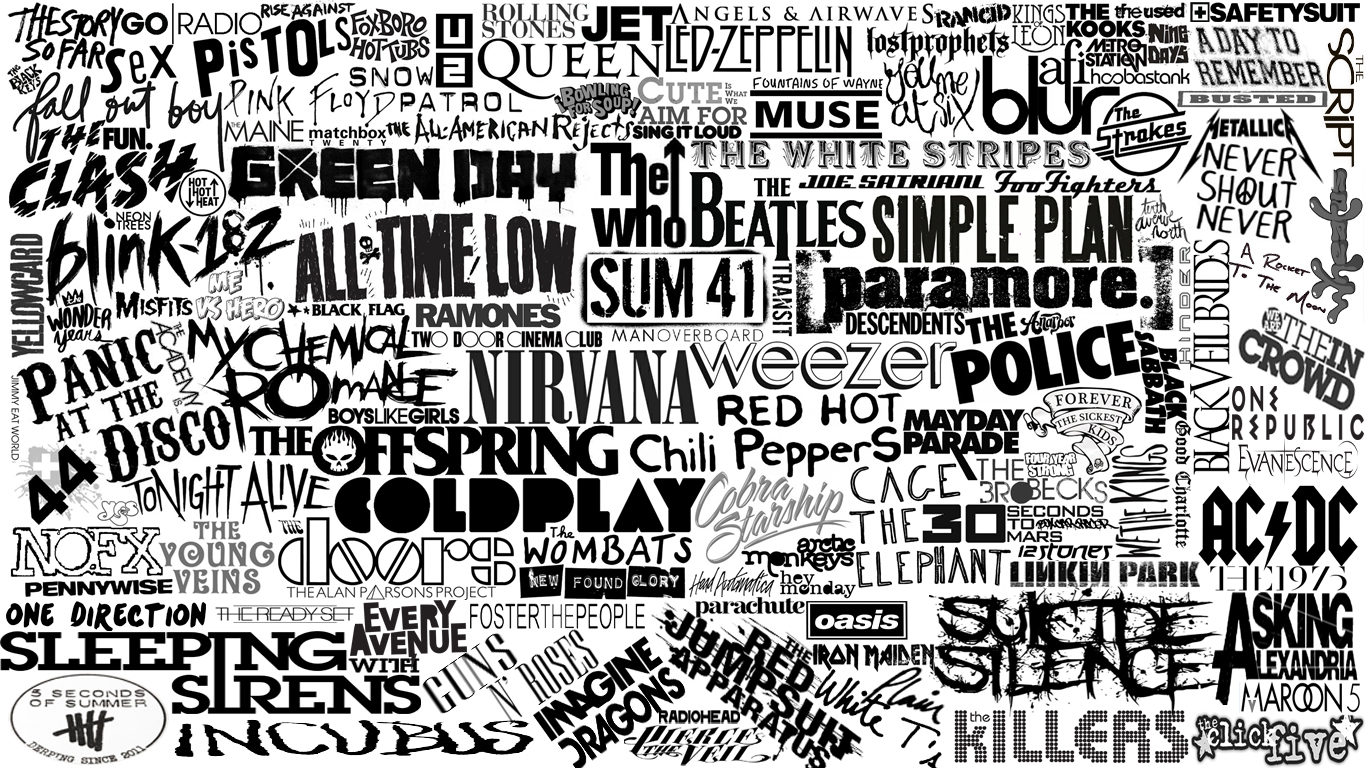 THE STORY SO FAR
GO RADIO
RISE AGAINST
FOXBORO HOT TUBS
U2
ROLLING STONES
JET
ANGELS & AIRWAVES
RANCID
KINGS OF LEON
THE KOOKS
the used
SAFETYSUIT
THE BLACK KEYS
SEX PISTOLS
SNOW PATROL
QUEEN
LED-ZEPPELIN
lostprophets
METRO STATION
NINE DAYS
A DAY TO REMEMBER
THE SCRIPT
fall out boy
PINK FLOYD
BOWLING FOR SOUP!
CUTE IS WHAT WE AIM FOR
FOUNTAINS OF WAYNE
you me at six
blur
afi
hoobastank
BUSTED
THE CLASH
FUN.
THE MAINE
matchbox TWENTY
THE ALL-AMERICAN REJECTS
SING IT LOUD
MUSE
The Strokes
METALLICA
NEVER SHOUT NEVER
HOT HOT HEAT
GREEN DAY
The who
THE WHITE STRIPES
THE BEATLES
JOE SATRIANI
Foo Fighters
NEON TREES
blink-182
ALL TIME LOW
SIMPLE PLAN
tenth avenue north
YELLOWCARD
ME VS HERO
SUM 41
TRANSIT
paramore.
HINDER
BLACK VEIL BRIDES
A ROCKET TO THE MOON
WONDER years
MISFITS
BLACK FLAG
RAMONES
TWO DOOR CINEMA CLUB
MAN OVERBOARD
DESCENDENTS
THE POLICE
WE ARE THE IN CROWD
PANIC AT THE DISCO
THE ACADEMY IS...
MY CHEMICAL ROmANCE
NIRVANA
weezer
BLACK SABBATH
JIMMY EAT WORLD
BOYS LIKE GIRLS
RED HOT Chili PepperS
MAYDAY PARADE
FOREVER THE SICKEST KIDS
ONE REPUBLIC
44
THE OFFSPRING
CAGE THE ELEPHANT
THE BECKS
FOUR YEAR STRONG
WE THE KINGS
Good Charlotte
EVANESCENCE
TONIGHT ALIVE
COLDPLAY
Cobra Starship
30 SECONDS TO MARS
AC DC
NOFX
THE YOUNG VEINS
THE doors
The WOMBATS
arctic monkeys
12 stones
LINKIN PARK
THE 1975
PENNYWISE
THE ALAN PARSONS PROJECT
NEW FOUND GLORY
Head Automatica
hey monday
ONE DIRECTION
THE READY SET
EVERY AVENUE
FOSTER THE PEOPLE
parachute
oasis
SUICIDE SILENCE
ASKING ALEXANDRIA
SLEEPING WITH SIRENS
GUNS N' ROSES
IMAGINE DRAGONS
THE RED JUMPSUIT APPARATUS
IRON MAIDEN
Plain White T's
MAROON 5
5 SECONDS OF SUMMER
DERPING SINCE 2011
INCUBUS
RADIOHEAD
PIERCE THE VEIL
the KILLERS
the click five